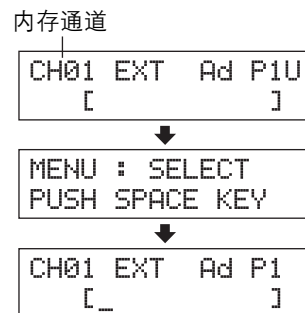 内存通道
CH01 EXT Ad P1U
[ ]
MENU : SELECT
PUSH SPACE KEY
CH01 EXT Ad P1
[_ ]